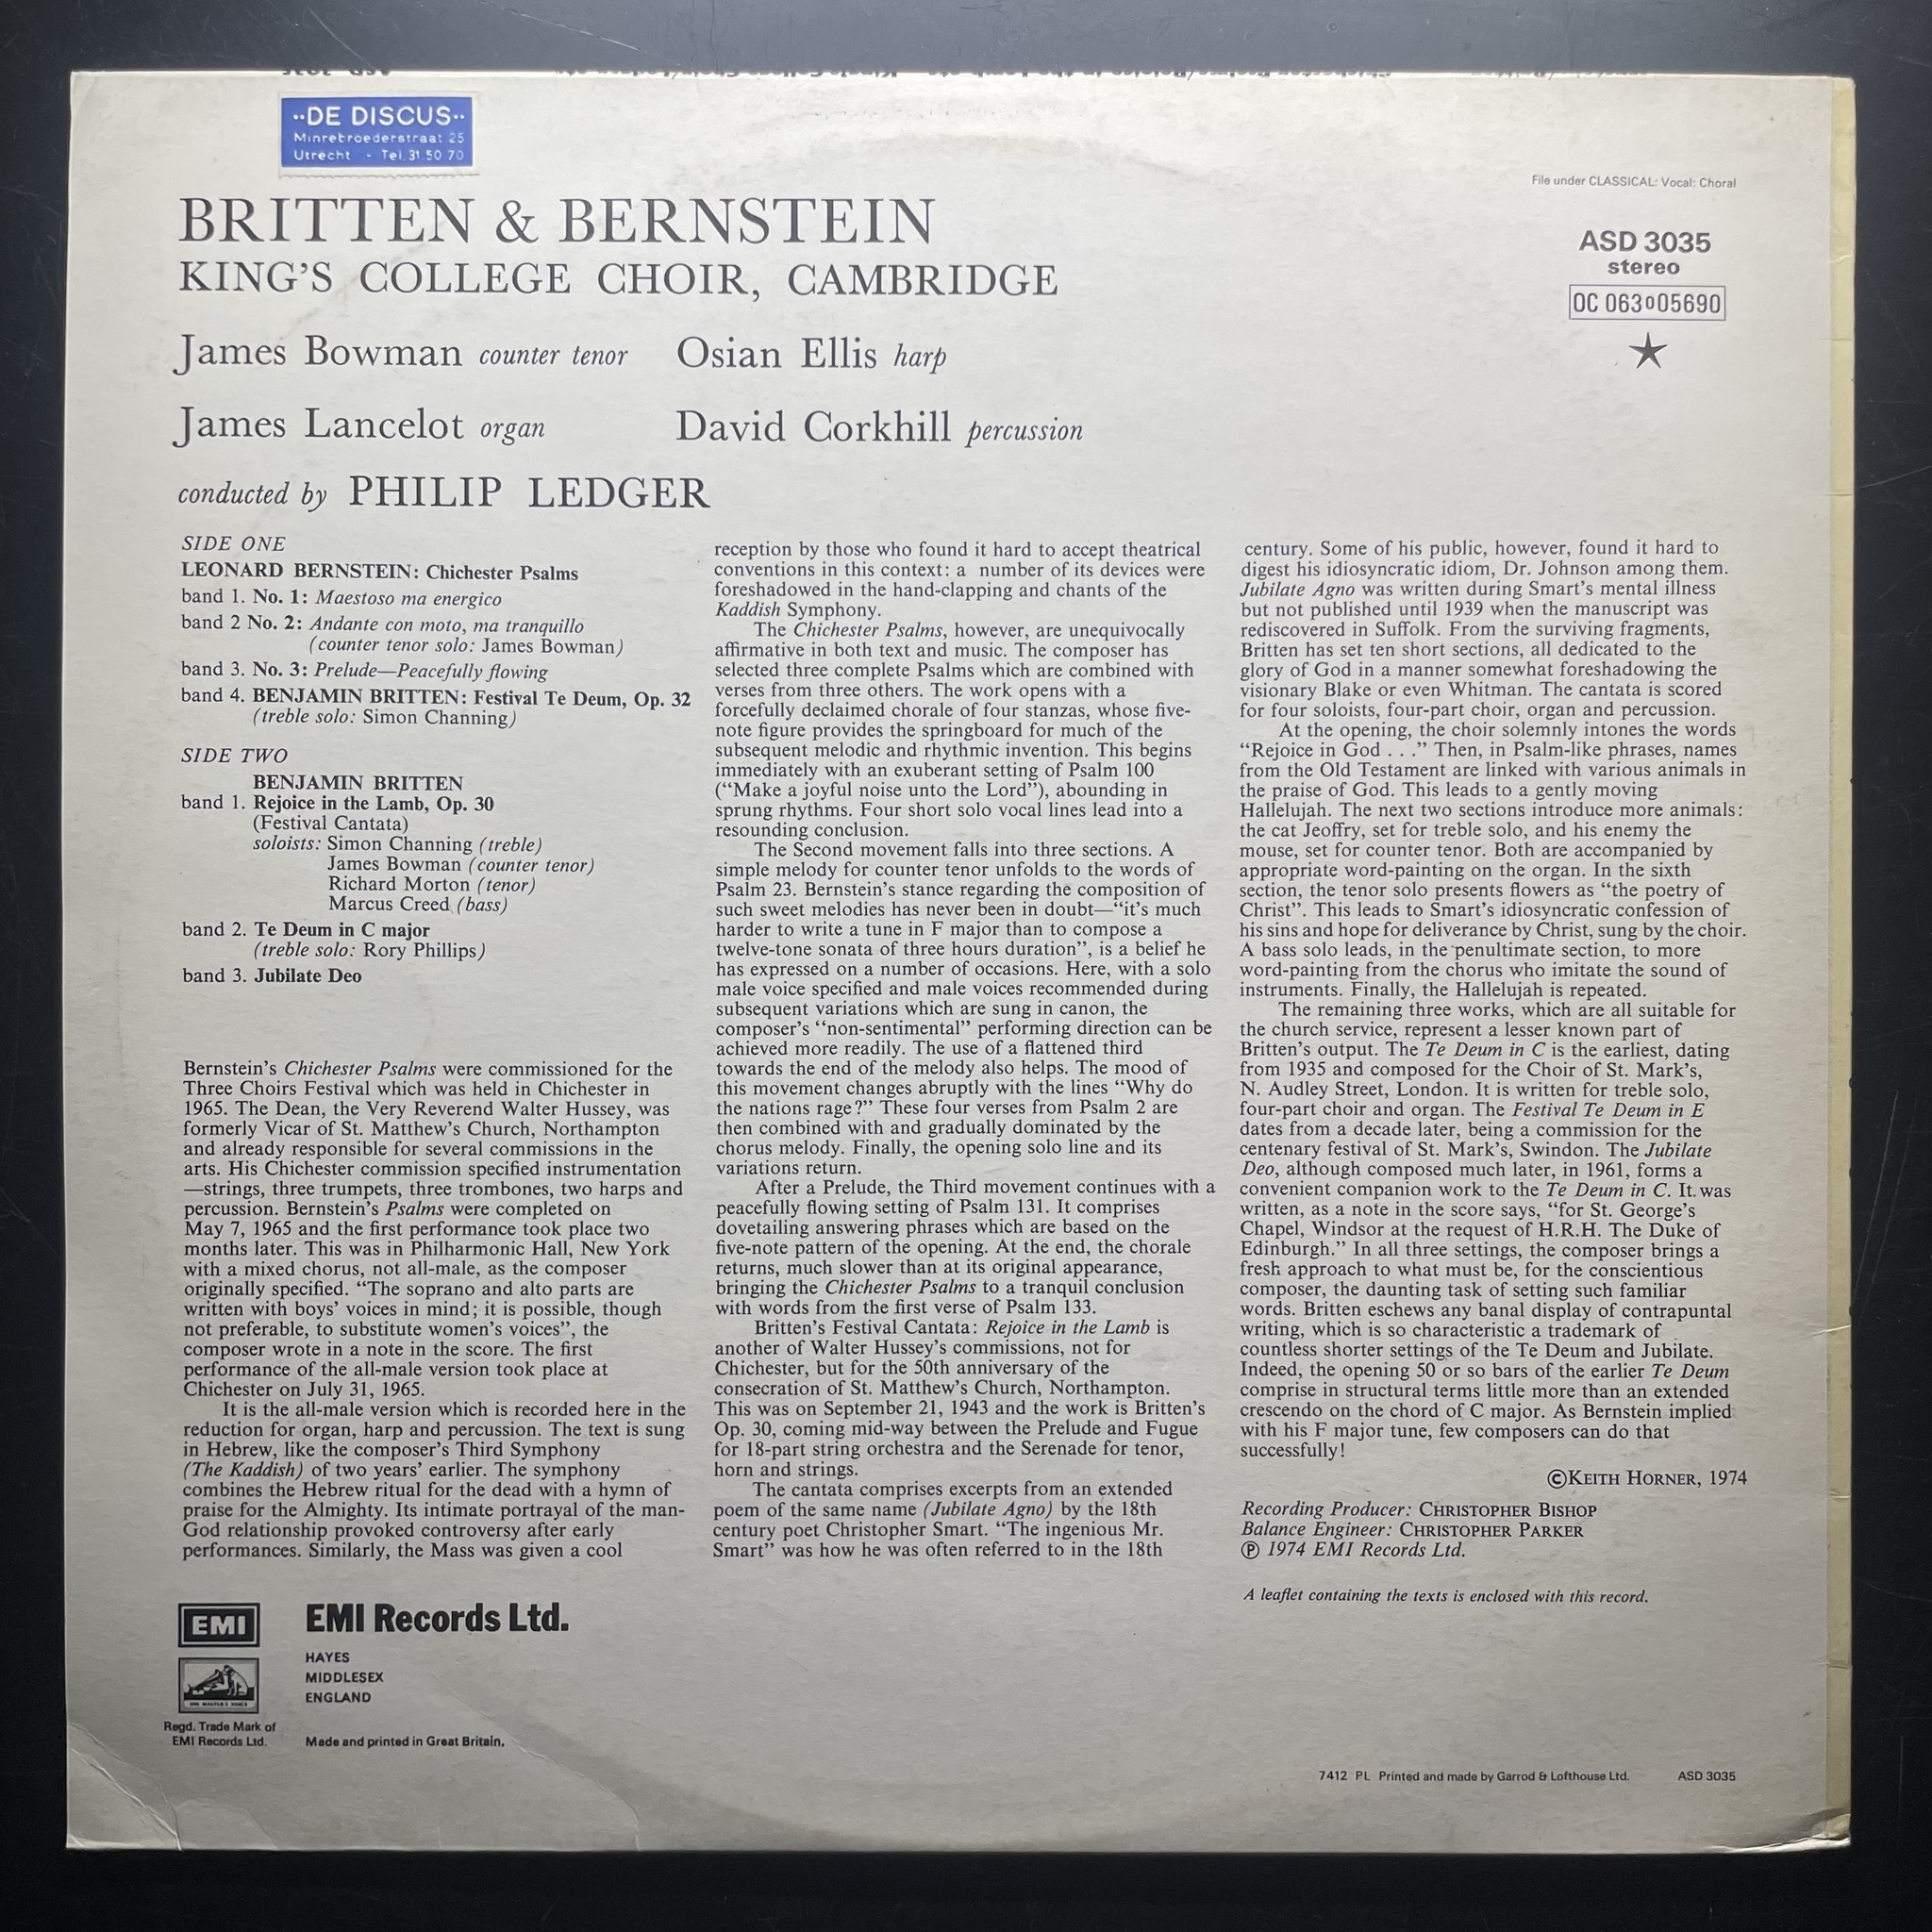 ··DE DISCUS··
Minrebroederstraat 25
Utrecht - Tel. 31 50 70
File under CLASSICAL: Vocal: Choral
BRITTEN & BERNSTEIN
KING'S COLLEGE CHOIR, CAMBRIDGE
ASD 3035
stereo
OC 063 o 05690
James Bowman counter tenor Osian Ellis harp
James Lancelot organ David Corkhill percussion
conducted by PHILIP LEDGER
SIDE ONE
LEONARD BERNSTEIN: Chichester Psalms
band 1. No. 1: Maestoso ma energico
band 2 No. 2: Andante con moto, ma tranquillo
(counter tenor solo: James Bowman)
band 3. No. 3: Prelude—Peacefully flowing
band 4. BENJAMIN BRITTEN: Festival Te Deum, Op. 32
(treble solo: Simon Channing)
SIDE TWO
BENJAMIN BRITTEN
band 1. Rejoice in the Lamb, Op. 30
(Festival Cantata)
soloists: Simon Channing (treble)
James Bowman (counter tenor)
Richard Morton (tenor)
Marcus Creed (bass)
band 2. Te Deum in C major
(treble solo: Rory Phillips)
band 3. Jubilate Deo
Bernstein's Chichester Psalms were commissioned for the
Three Choirs Festival which was held in Chichester in
1965. The Dean, the Very Reverend Walter Hussey, was
formerly Vicar of St. Matthew's Church, Northampton
and already responsible for several commissions in the
arts. His Chichester commission specified instrumentation
—strings, three trumpets, three trombones, two harps and
percussion. Bernstein's Psalms were completed on
May 7, 1965 and the first performance took place two
months later. This was in Philharmonic Hall, New York
with a mixed chorus, not all-male, as the composer
originally specified. “The soprano and alto parts are
written with boys' voices in mind; it is possible, though
not preferable, to substitute women's voices”, the
composer wrote in a note in the score. The first
performance of the all-male version took place at
Chichester on July 31, 1965.
It is the all-male version which is recorded here in the
reduction for organ, harp and percussion. The text is sung
in Hebrew, like the composer's Third Symphony
(The Kaddish) of two years' earlier. The symphony
combines the Hebrew ritual for the dead with a hymn of
praise for the Almighty. Its intimate portrayal of the man-
God relationship provoked controversy after early
performances. Similarly, the Mass was given a cool
reception by those who found it hard to accept theatrical
conventions in this context: a number of its devices were
foreshadowed in the hand-clapping and chants of the
Kaddish Symphony.
The Chichester Psalms, however, are unequivocally
affirmative in both text and music. The composer has
selected three complete Psalms which are combined with
verses from three others. The work opens with a
forcefully declaimed chorale of four stanzas, whose five-
note figure provides the springboard for much of the
subsequent melodic and rhythmic invention. This begins
immediately with an exuberant setting of Psalm 100
(“Make a joyful noise unto the Lord”), abounding in
sprung rhythms. Four short solo vocal lines lead into a
resounding conclusion.
The Second movement falls into three sections. A
simple melody for counter tenor unfolds to the words of
Psalm 23. Bernstein's stance regarding the composition of
such sweet melodies has never been in doubt—“it's much
harder to write a tune in F major than to compose a
twelve-tone sonata of three hours duration”, is a belief he
has expressed on a number of occasions. Here, with a solo
male voice specified and male voices recommended during
subsequent variations which are sung in canon, the
composer's “non-sentimental” performing direction can be
achieved more readily. The use of a flattened third
towards the end of the melody also helps. The mood of
this movement changes abruptly with the lines “Why do
the nations rage?” These four verses from Psalm 2 are
then combined with and gradually dominated by the
chorus melody. Finally, the opening solo line and its
variations return.
After a Prelude, the Third movement continues with a
peacefully flowing setting of Psalm 131. It comprises
dovetailing answering phrases which are based on the
five-note pattern of the opening. At the end, the chorale
returns, much slower than at its original appearance,
bringing the Chichester Psalms to a tranquil conclusion
with words from the first verse of Psalm 133.
Britten's Festival Cantata: Rejoice in the Lamb is
another of Walter Hussey's commissions, not for
Chichester, but for the 50th anniversary of the
consecration of St. Matthew's Church, Northampton.
This was on September 21, 1943 and the work is Britten's
Op. 30, coming mid-way between the Prelude and Fugue
for 18-part string orchestra and the Serenade for tenor,
horn and strings.
The cantata comprises excerpts from an extended
poem of the same name (Jubilate Agno) by the 18th
century poet Christopher Smart. “The ingenious Mr.
Smart” was how he was often referred to in the 18th
century. Some of his public, however, found it hard to
digest his idiosyncratic idiom, Dr. Johnson among them.
Jubilate Agno was written during Smart's mental illness
but not published until 1939 when the manuscript was
rediscovered in Suffolk. From the surviving fragments,
Britten has set ten short sections, all dedicated to the
glory of God in a manner somewhat foreshadowing the
visionary Blake or even Whitman. The cantata is scored
for four soloists, four-part choir, organ and percussion.
At the opening, the choir solemnly intones the words
“Rejoice in God . . .” Then, in Psalm-like phrases, names
from the Old Testament are linked with various animals in
the praise of God. This leads to a gently moving
Hallelujah. The next two sections introduce more animals:
the cat Jeoffry, set for treble solo, and his enemy the
mouse, set for counter tenor. Both are accompanied by
appropriate word-painting on the organ. In the sixth
section, the tenor solo presents flowers as “the poetry of
Christ”. This leads to Smart's idiosyncratic confession of
his sins and hope for deliverance by Christ, sung by the choir.
A bass solo leads, in the penultimate section, to more
word-painting from the chorus who imitate the sound of
instruments. Finally, the Hallelujah is repeated.
The remaining three works, which are all suitable for
the church service, represent a lesser known part of
Britten's output. The Te Deum in C is the earliest, dating
from 1935 and composed for the Choir of St. Mark's,
N. Audley Street, London. It is written for treble solo,
four-part choir and organ. The Festival Te Deum in E
dates from a decade later, being a commission for the
centenary festival of St. Mark's, Swindon. The Jubilate
Deo, although composed much later, in 1961, forms a
convenient companion work to the Te Deum in C. It was
written, as a note in the score says, “for St. George's
Chapel, Windsor at the request of H.R.H. The Duke of
Edinburgh.” In all three settings, the composer brings a
fresh approach to what must be, for the conscientious
composer, the daunting task of setting such familiar
words. Britten eschews any banal display of contrapuntal
writing, which is so characteristic a trademark of
countless shorter settings of the Te Deum and Jubilate.
Indeed, the opening 50 or so bars of the earlier Te Deum
comprise in structural terms little more than an extended
crescendo on the chord of C major. As Bernstein implied
with his F major tune, few composers can do that
successfully!
©KEITH HORNER, 1974
Recording Producer: CHRISTOPHER BISHOP
Balance Engineer: CHRISTOPHER PARKER
℗ 1974 EMI Records Ltd.
A leaflet containing the texts is enclosed with this record.
EMI
EMI Records Ltd.
HAYES
MIDDLESEX
ENGLAND
HIS MASTER'S VOICE
Regd. Trade Mark of
EMI Records Ltd.
Made and printed in Great Britain.
7412 PL Printed and made by Garrod & Lofthouse Ltd. ASD 3035